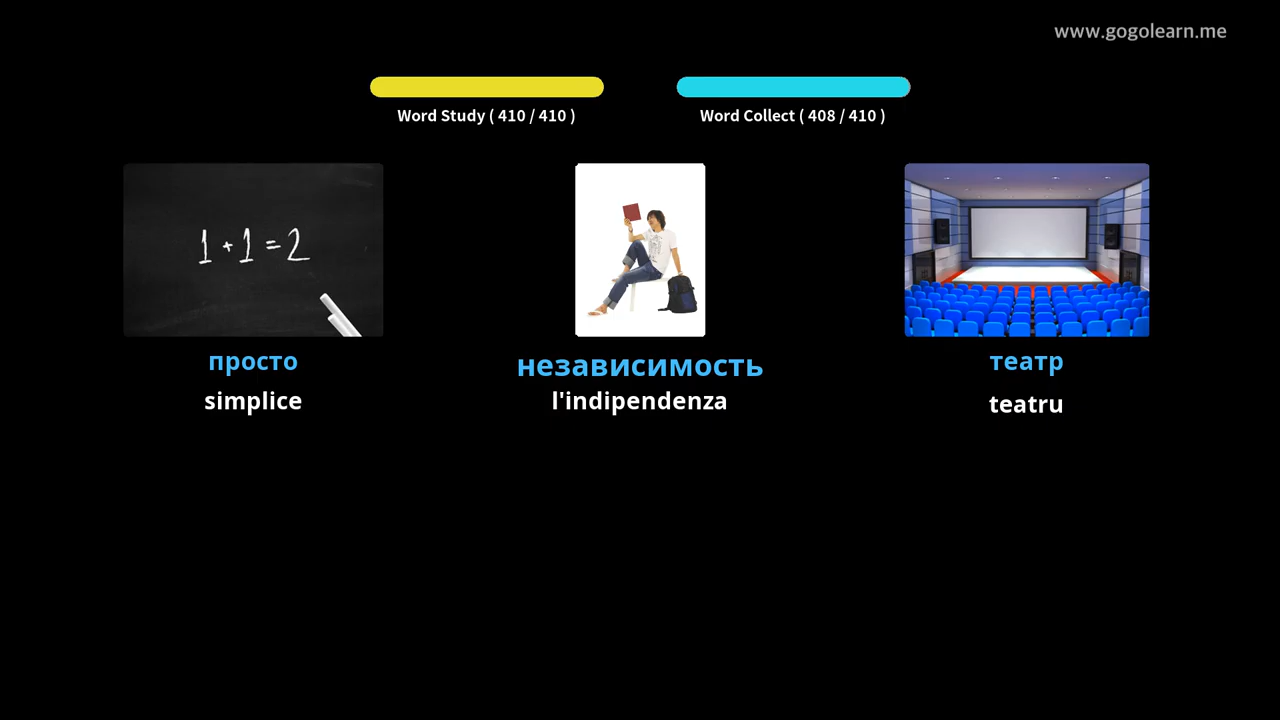 www.gogolearn.me
Word Study ( 410 / 410 )
Word Collect ( 408 / 410 )
1 + 1 = 2
просто
simplice
независимость
l'indipendenza
театр
teatru